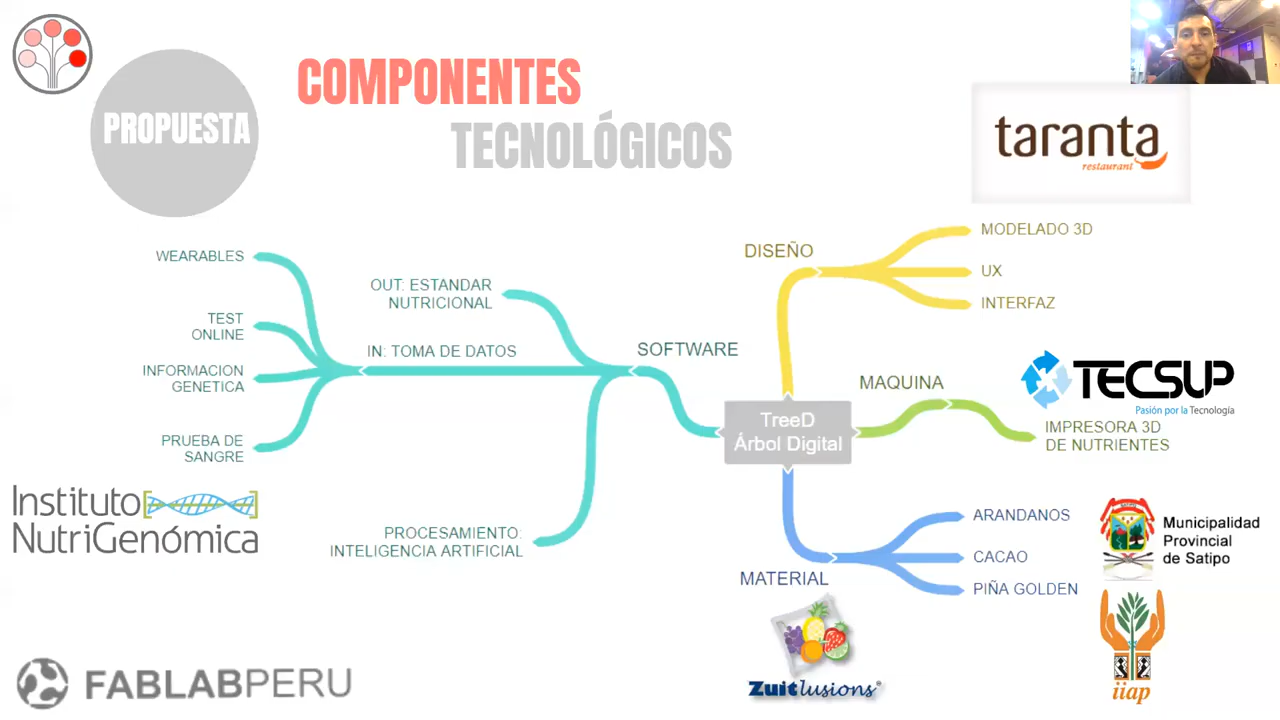 PROPUESTA
COMPONENTES
TECNOLÓGICOS
taranta
restaurant
WEARABLES
TEST
ONLINE
INFORMACION
GENETICA
PRUEBA DE
SANGRE
OUT: ESTANDAR
NUTRICIONAL
IN: TOMA DE DATOS
PROCESAMIENTO:
INTELIGENCIA ARTIFICIAL
SOFTWARE
TreeD
Árbol Digital
DISEÑO
MODELADO 3D
UX
INTERFAZ
MAQUINA
TECSUP
Pasión por la Tecnología
IMPRESORA 3D
DE NUTRIENTES
MATERIAL
ARANDANOS
CACAO
PIÑA GOLDEN
Municipalidad
Provincial
de Satipo
Instituto
NutriGenómica
Zuitlusions®
iiap
FABLABPERU